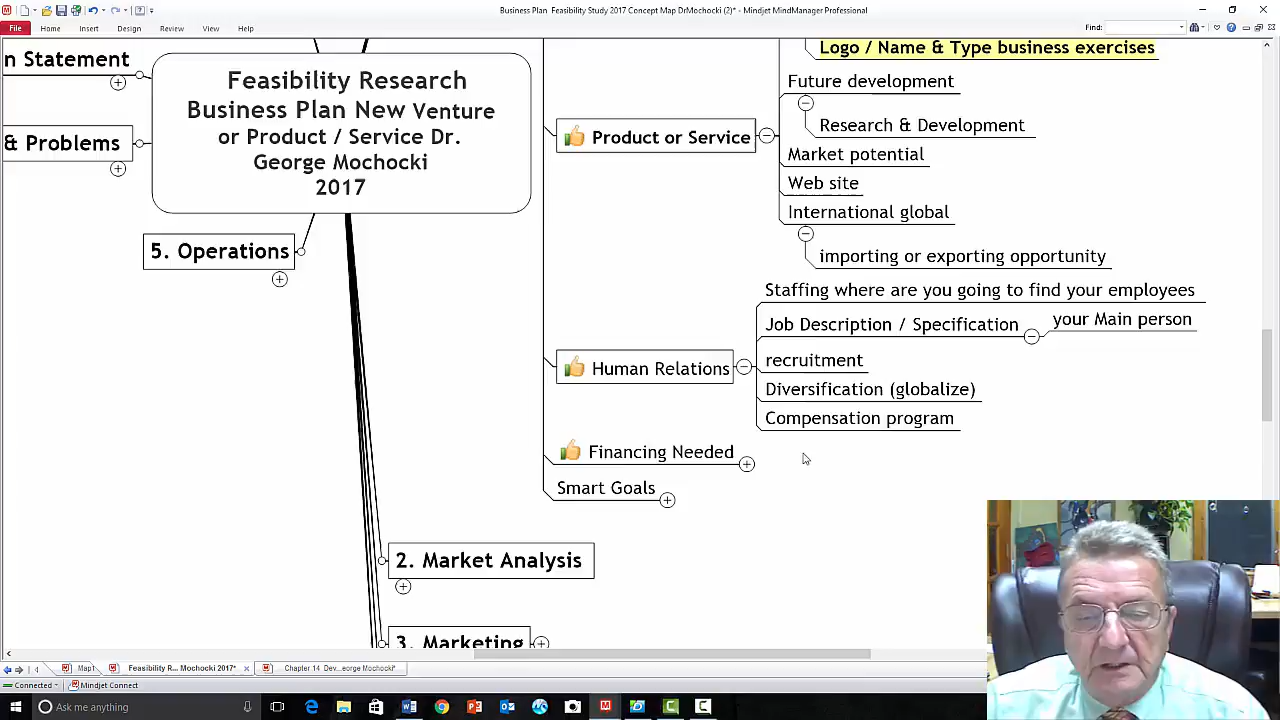 Business Plan Feasibility Study 2017 Concept Map DrMochocki (2)* - Mindjet MindManager Professional
File Home Insert Design Review View Help
Find:
n Statement
& Problems
Feasibility Research
Business Plan New Venture
or Product / Service Dr.
George Mochocki
2017
5. Operations
Product or Service
Logo / Name & Type business exercises
Future development
Research & Development
Market potential
Web site
International global
importing or exporting opportunity
Human Relations
Staffing where are you going to find your employees
Job Description / Specification
your Main person
recruitment
Diversification (globalize)
Compensation program
Financing Needed
Smart Goals
2. Market Analysis
3. Marketing
Map1
Feasibility R... Mochocki 2017*
Chapter 14 Dev...eorge Mochocki*
Connected
Mindjet Connect
Ask me anything